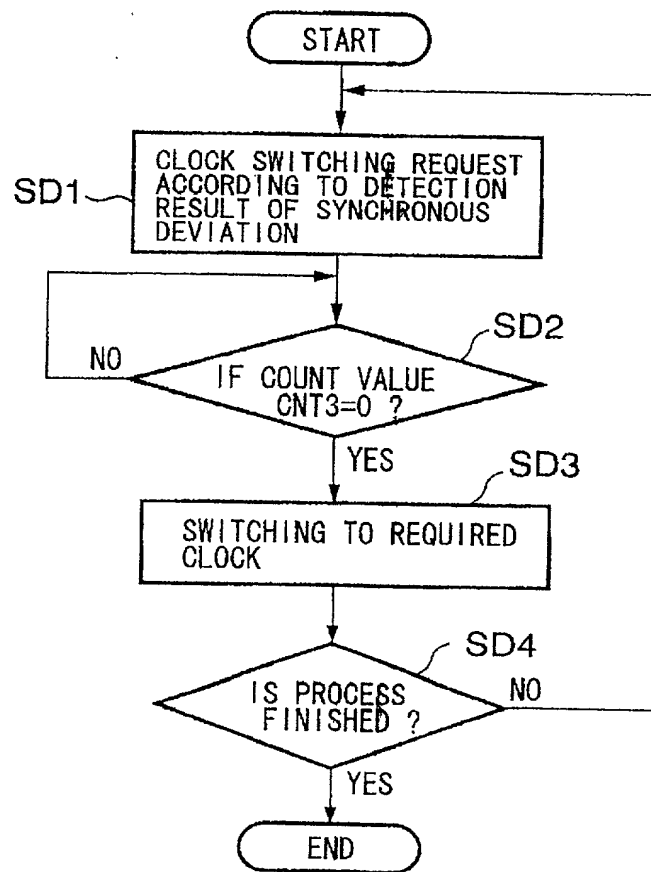 START
CLOCK SWITCHING REQUEST
ACCORDING TO DETECTION
RESULT OF SYNCHRONOUS
DEVIATION
SD1
SD2
NO
IF COUNT VALUE
CNT3=0 ?
YES
SD3
SWITCHING TO REQUIRED
CLOCK
SD4
IS PROCESS
FINISHED ?
NO
YES
END